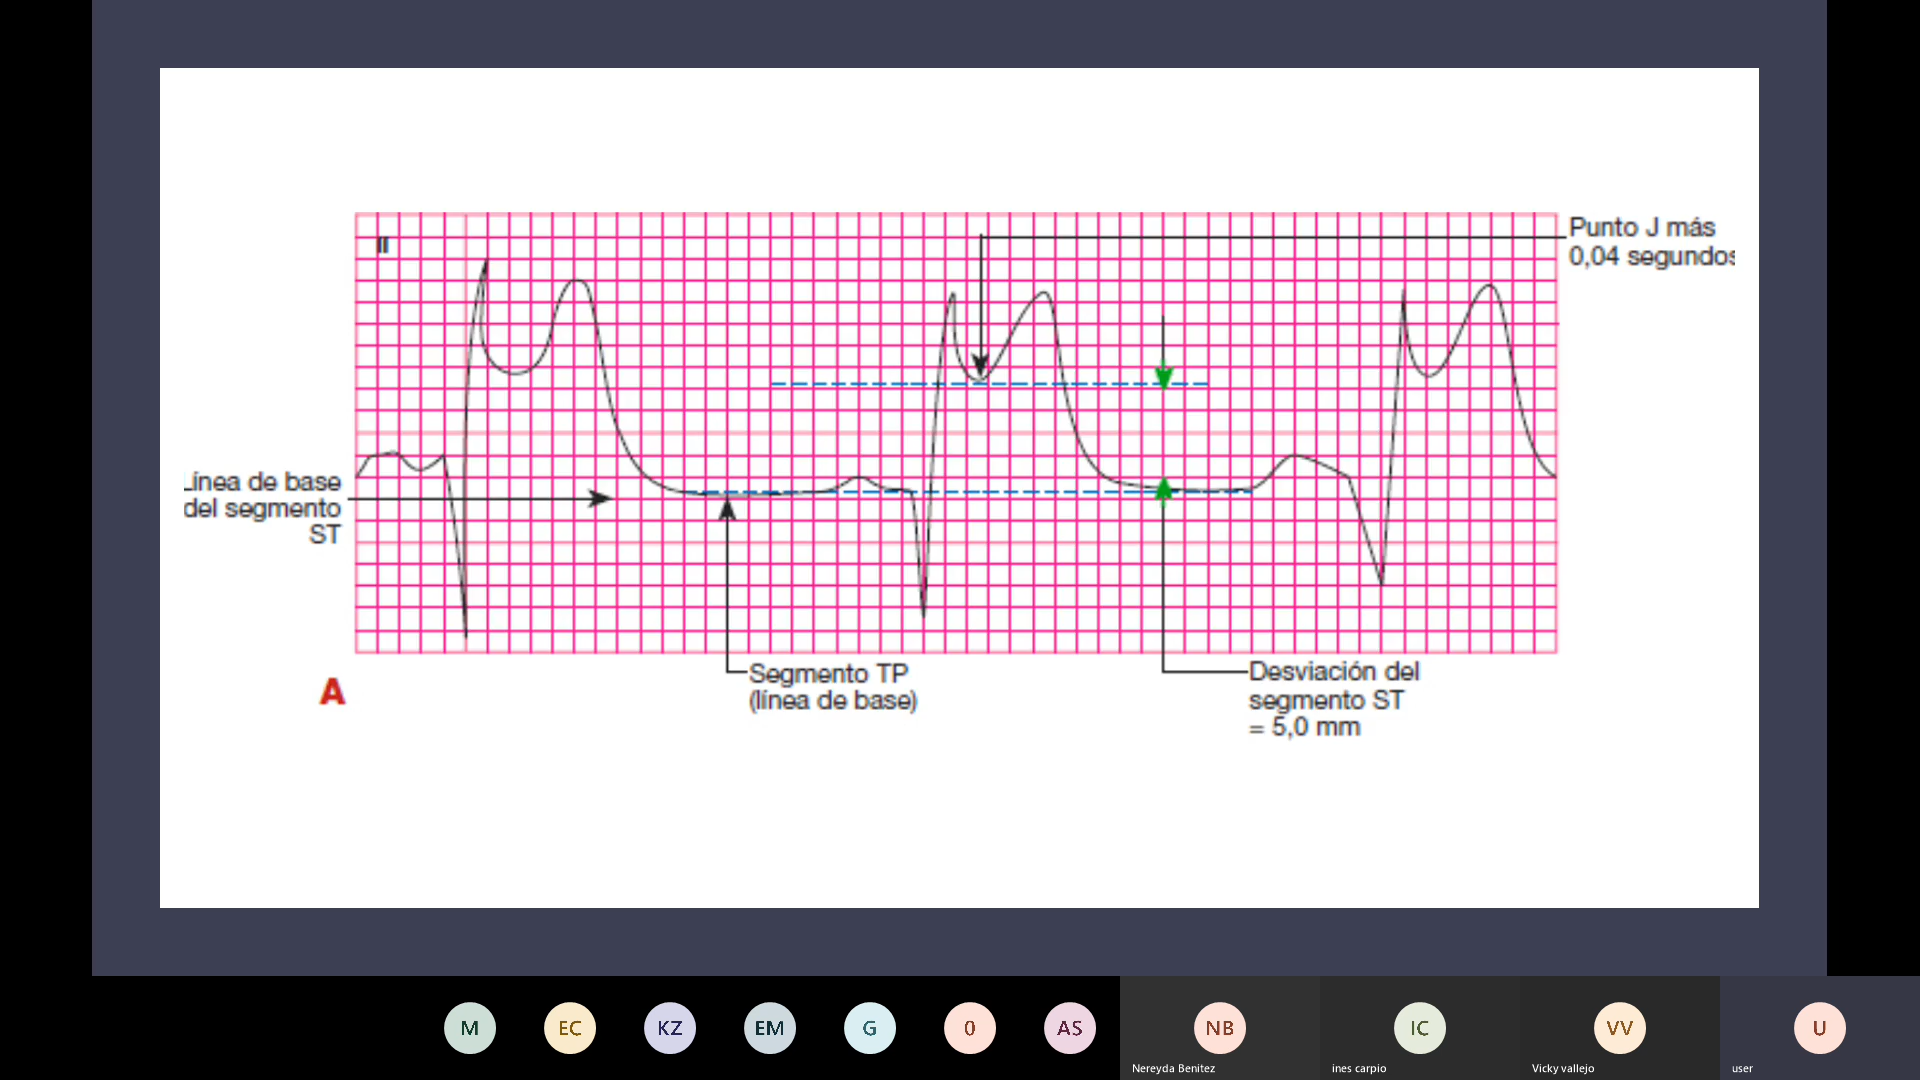 II
Punto J más
0,04 segundos
Línea de base
del segmento
ST
Segmento TP
(línea de base)
Desviación del
segmento ST
= 5,0 mm
A
M
EC
KZ
EM
G
0
AS
NB
IC
VV
U
Nereyda Benitez
ines carpio
Vicky vallejo
user